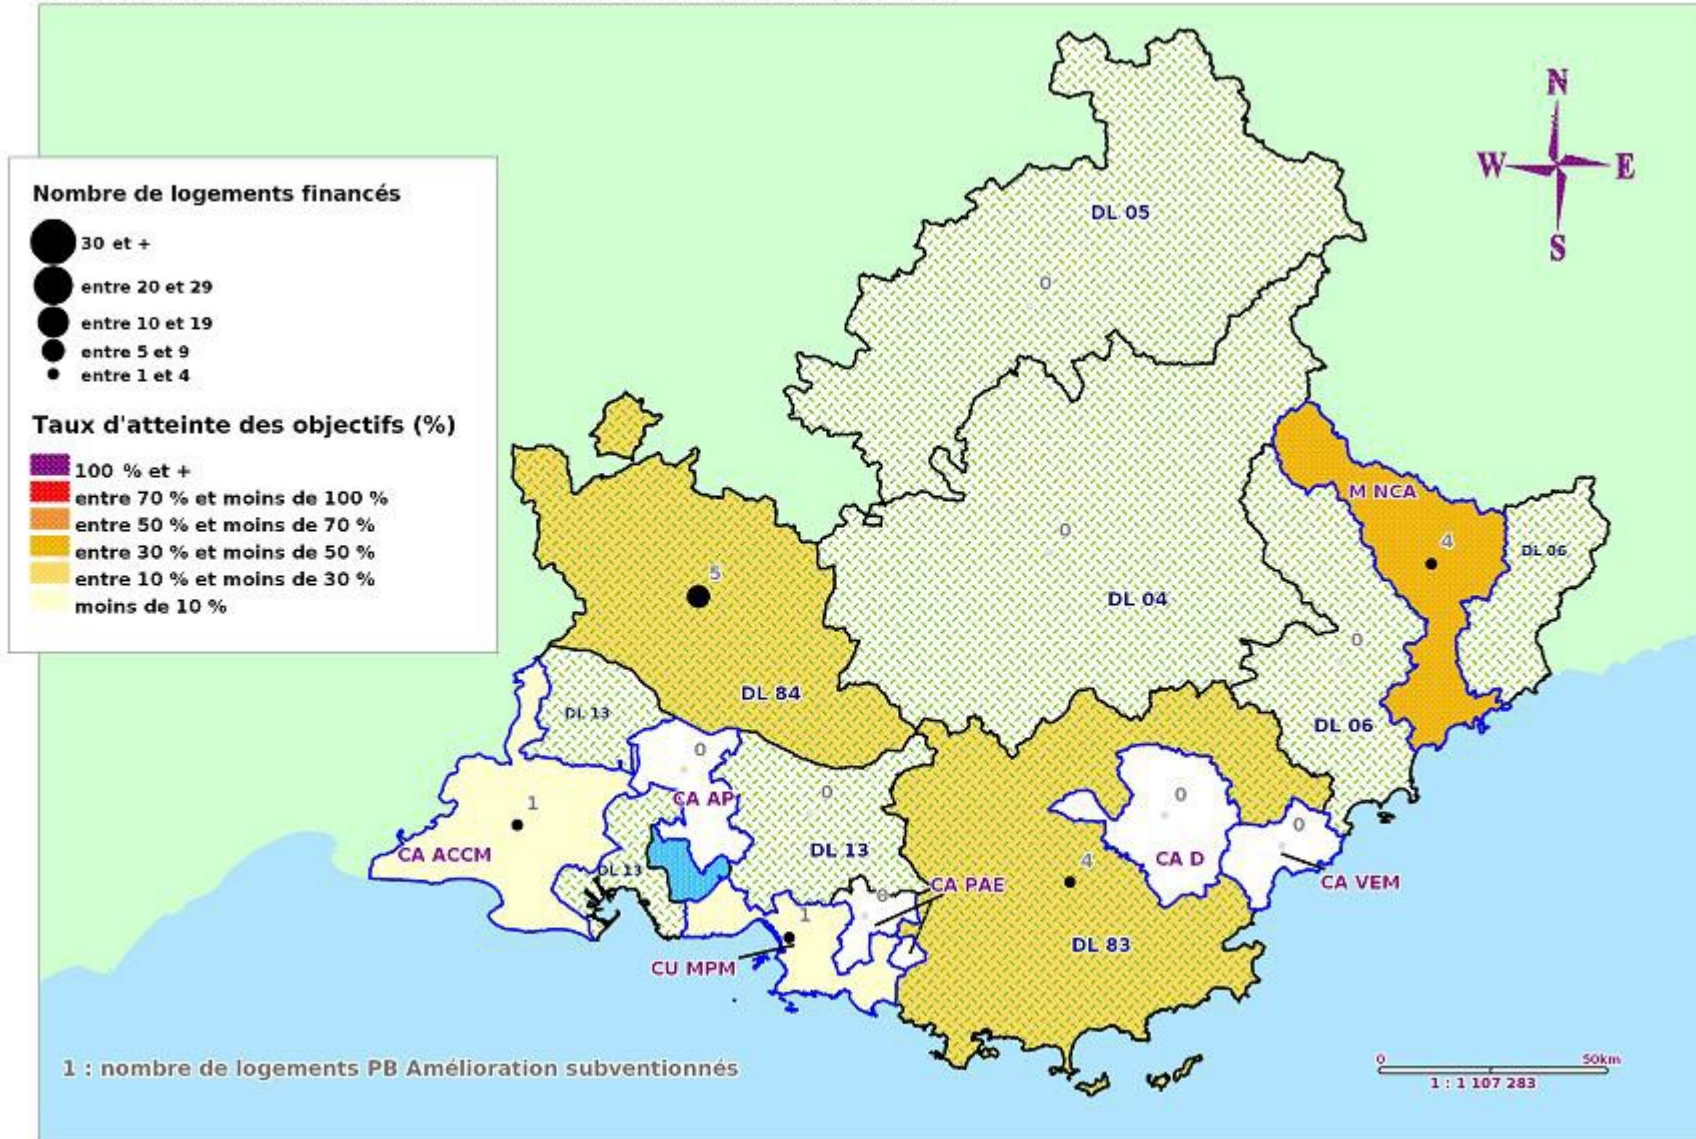 N
W E
S
Nombre de logements financés
30 et +
entre 20 et 29
entre 10 et 19
entre 5 et 9
entre 1 et 4
Taux d'atteinte des objectifs (%)
100 % et +
entre 70 % et moins de 100 %
entre 50 % et moins de 70 %
entre 30 % et moins de 50 %
entre 10 % et moins de 30 %
moins de 10 %
DL 05
0
M NCA
4
DL 06
0
DL 04
5
DL 84
0
DL 06
DL 13
0
CA AP
1
CA ACCM
0
DL 13
DL 13
0
CA D
0
CA VEM
4
DL 83
0
CA PAE
1
CU MPM
1 : nombre de logements PB Amélioration subventionnés
0 50km
1 : 1 107 283